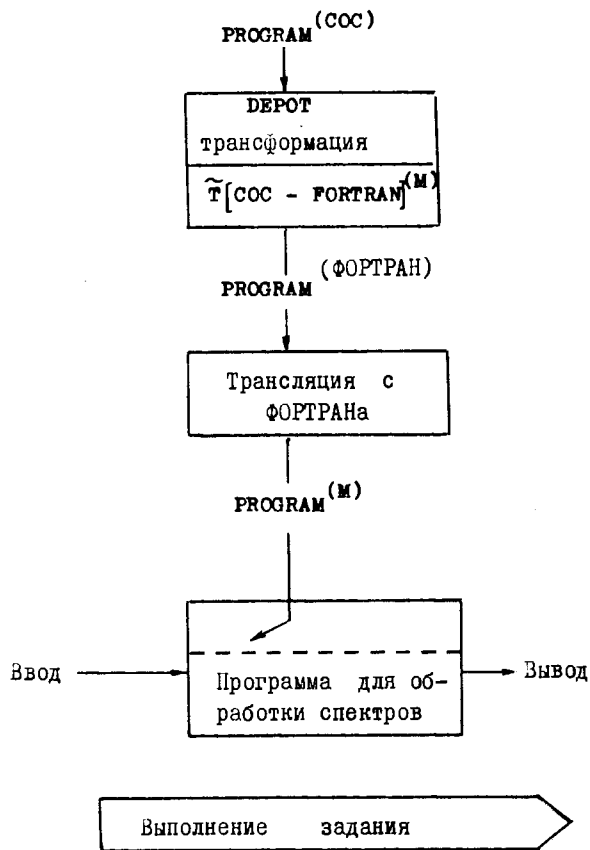 PROGRAM(COC)
DEPOT
трансформация
T̃[COC - FORTRAN](M)
PROGRAM(ФОРТРАН)
Трансляция с
ФОРТРАНа
PROGRAM(M)
Ввод
Программа для об-
работки спектров
Вывод
Выполнение задания